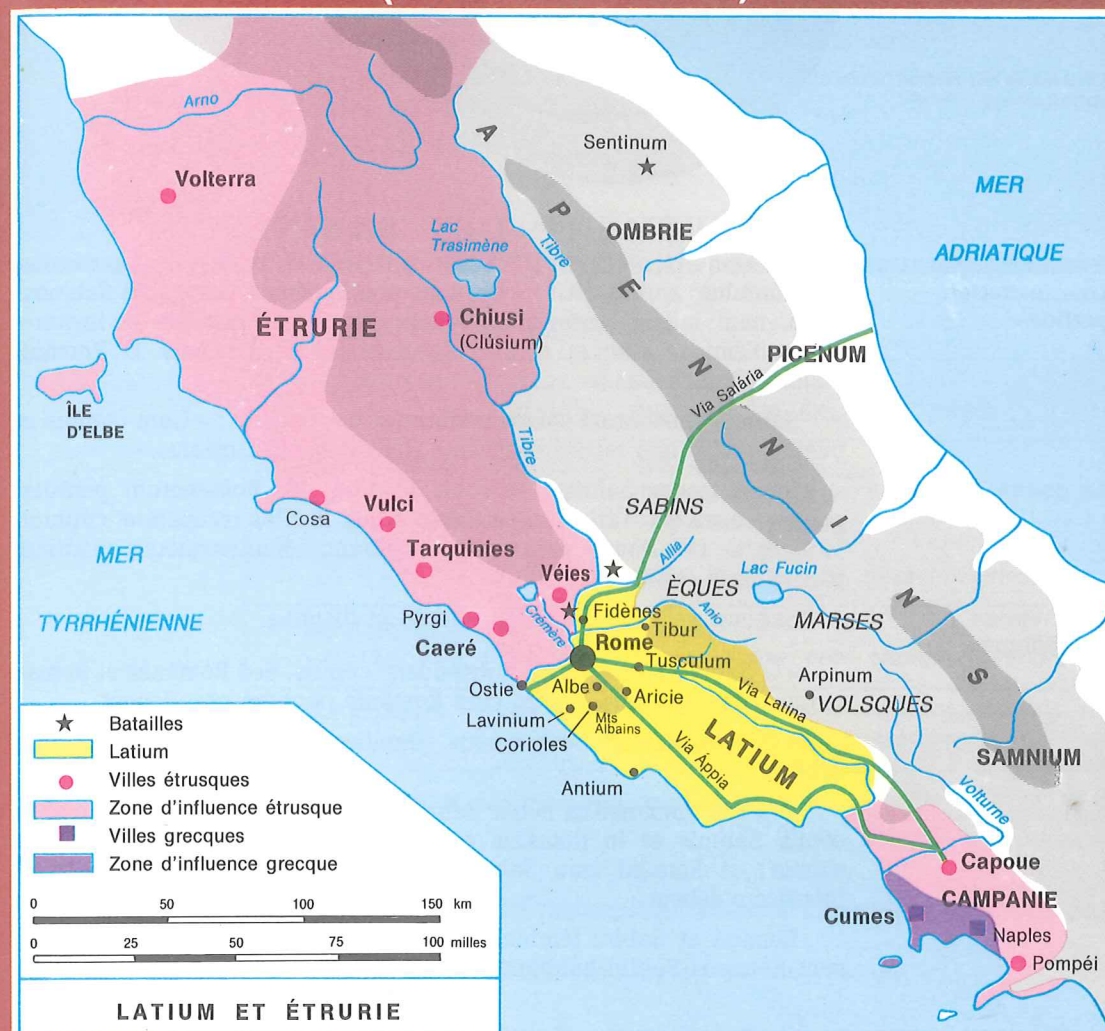 Arno
Volterra
Sentinum
MER
ADRIATIQUE
APENNINS
OMBRIE
Lac
Trasimène
Tibre
ÉTRURIE
Chiusi
(Clúsium)
PICENUM
Via Salária
ÎLE
D'ELBE
Tibre
Vulci
Cosa
SABINS
Tarquinies
MER
TYRRHÉNIENNE
Allia
Véies
ÈQUES
Lac Fucin
Crémère
Fidènes
Anio
MARSES
Pyrgi
Tibur
Caeré
Rome
Tusculum
Ostie
Albe
Aricie
Via Latina
Arpinum
VOLSQUES
Lavinium
Mts
Albains
Corioles
LATIUM
Via Áppia
SAMNIUM
Antium
Volturne
Capoue
CAMPANIE
Cumes
Naples
Pompéi
Batailles
Latium
Villes étrusques
Zone d'influence étrusque
Villes grecques
Zone d'influence grecque
0 50 100 150 km
0 25 50 75 100 milles
LATIUM ET ÉTRURIE